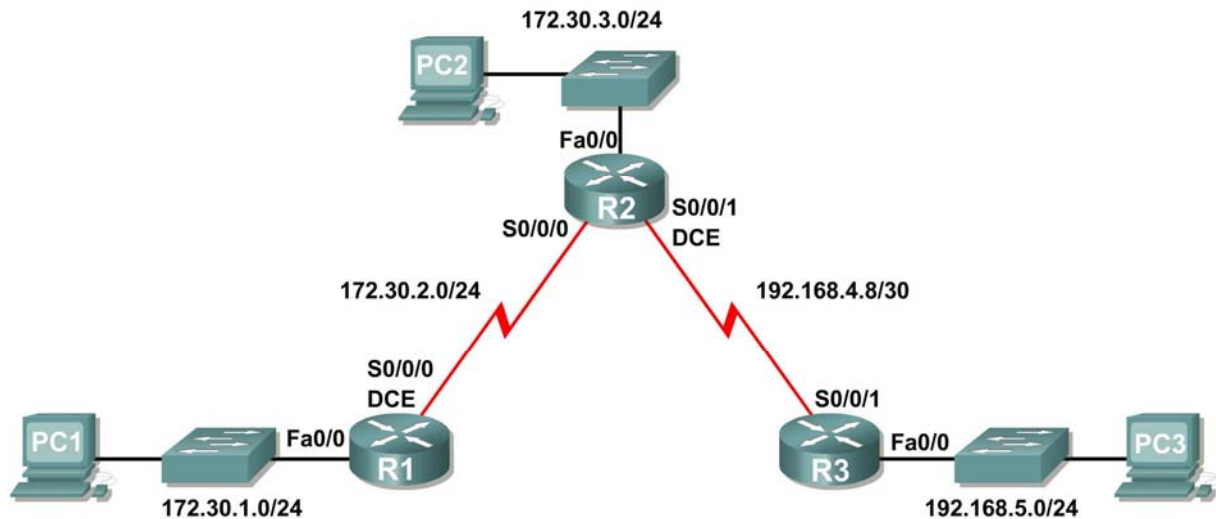 172.30.3.0/24
PC2
Fa0/0
R2
S0/0/0
S0/0/1
DCE
172.30.2.0/24
192.168.4.8/30
S0/0/0
DCE
S0/0/1
PC1
Fa0/0
R1
R3
Fa0/0
PC3
172.30.1.0/24
192.168.5.0/24